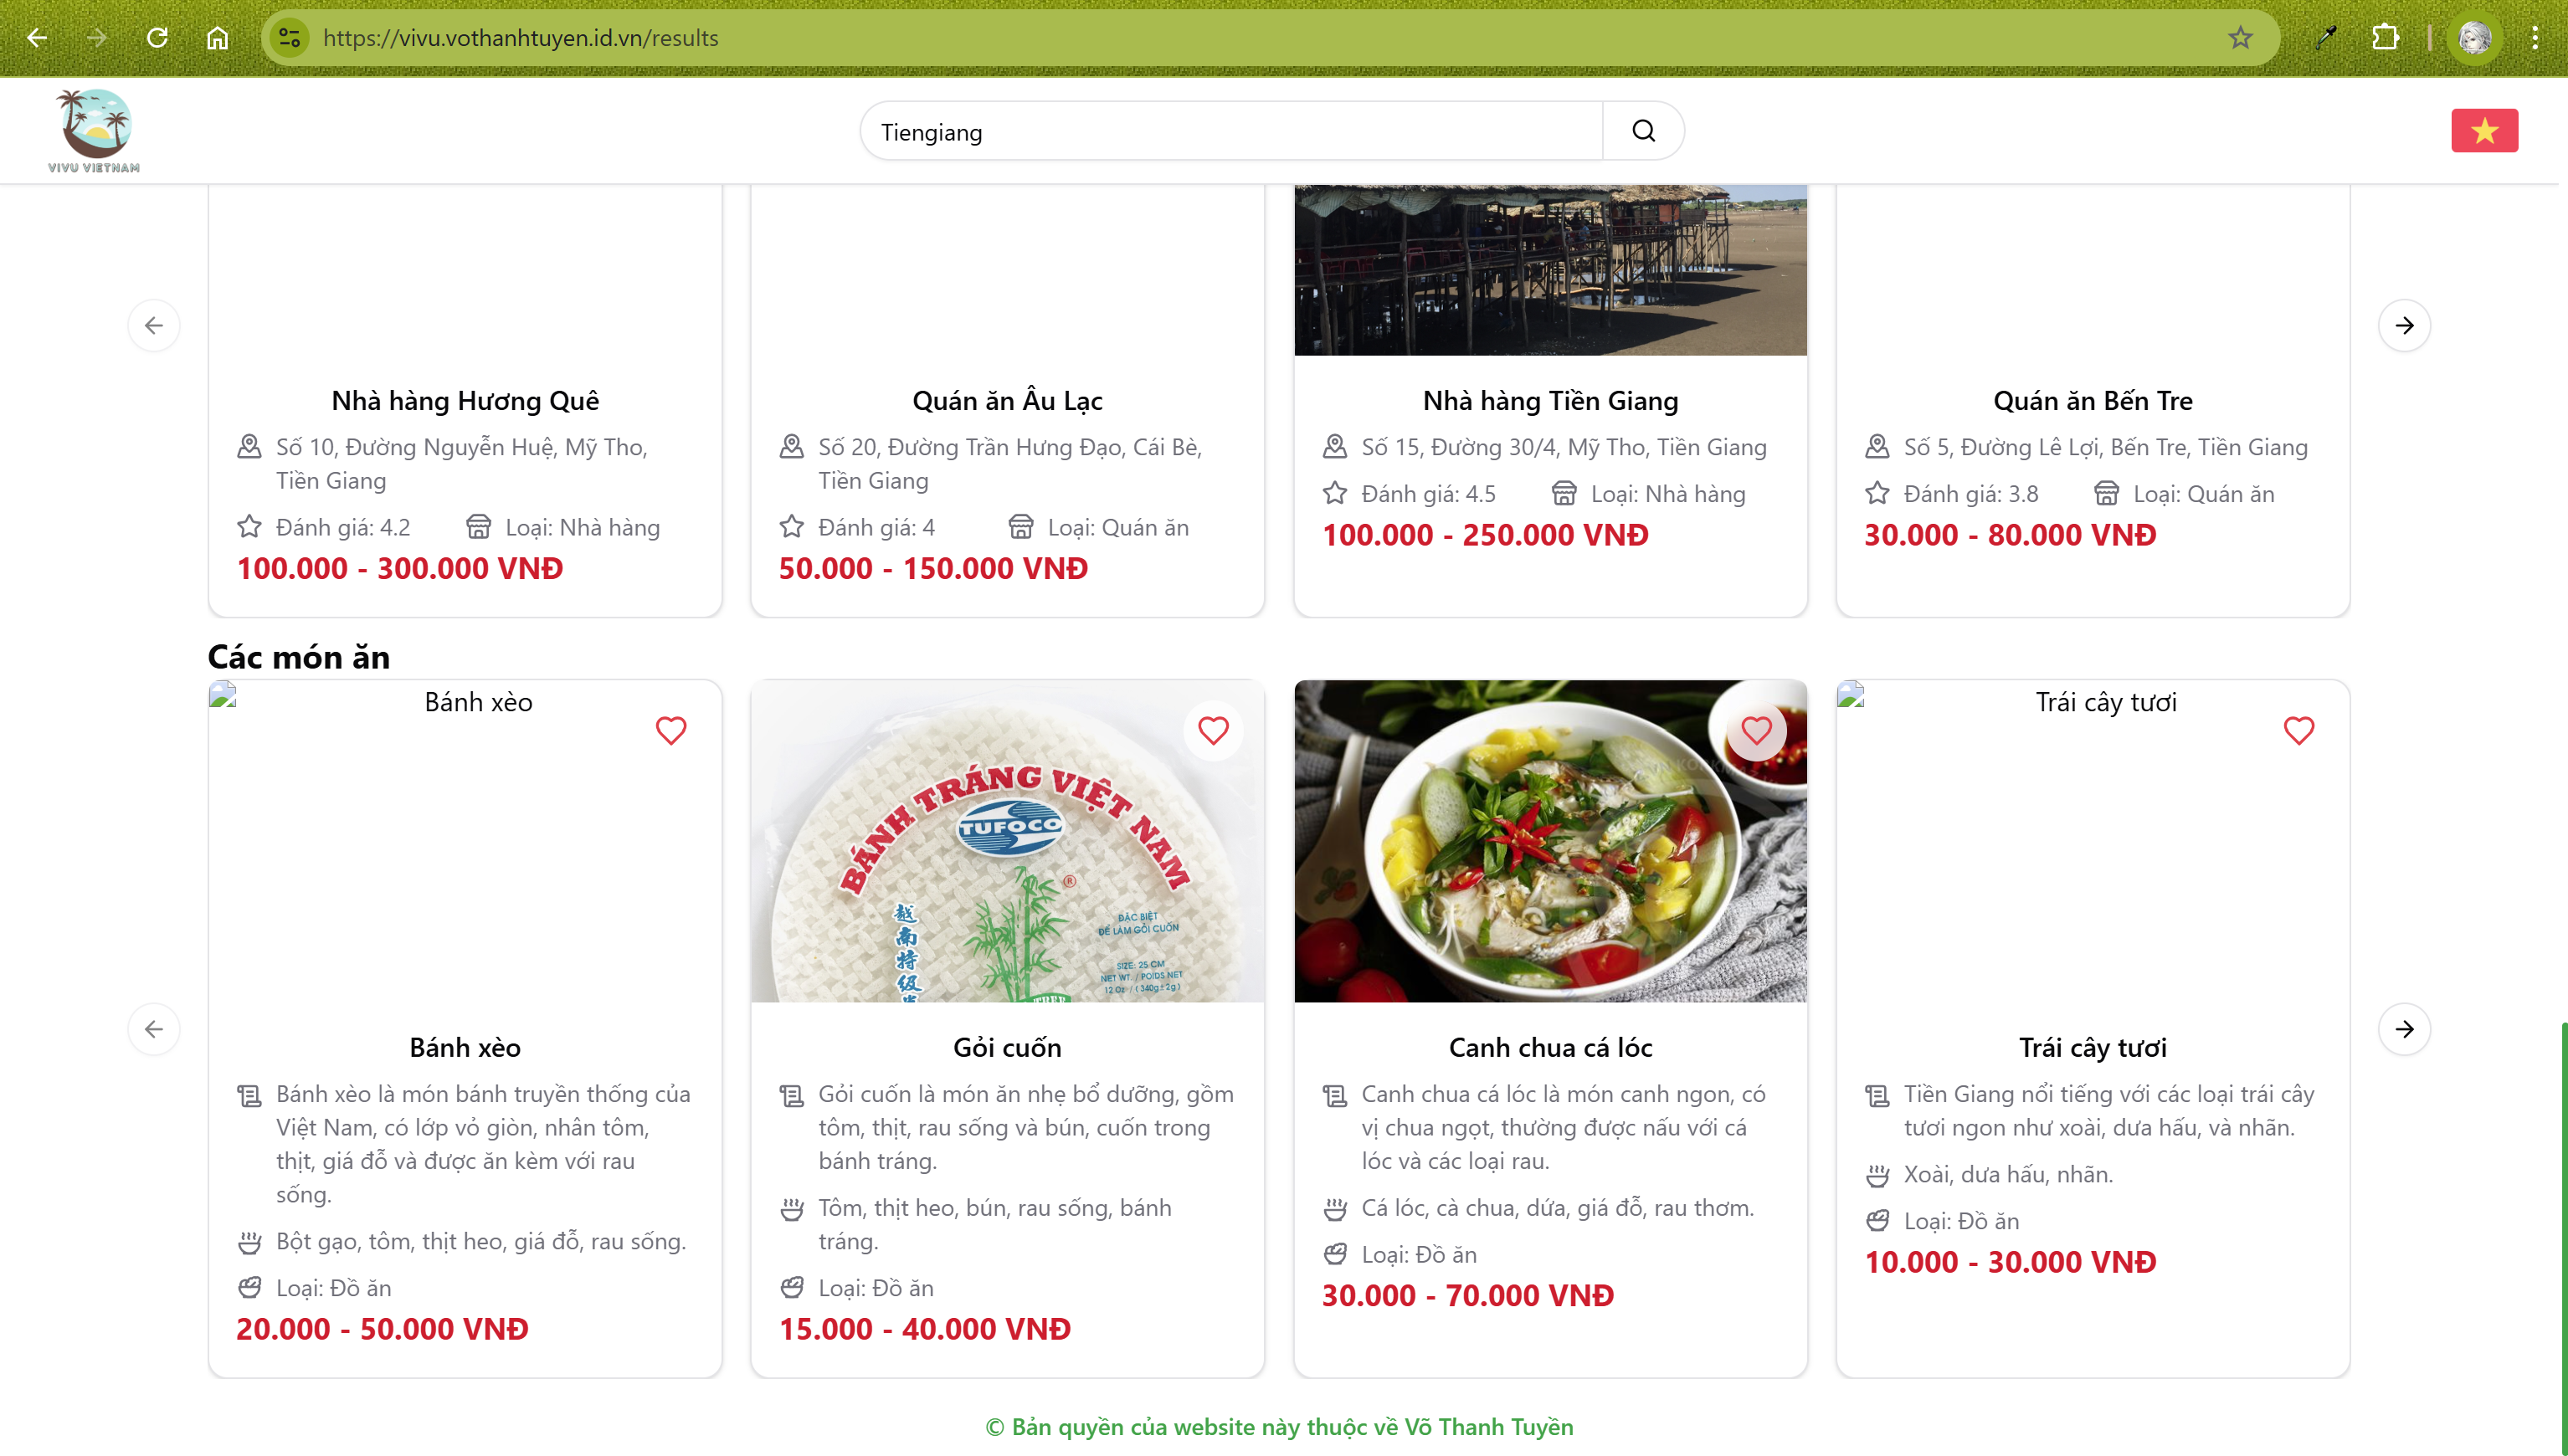 https://vivu.vothanhtuyen.id.vn/results
VIVU VIETNAM
Tiengiang
Nhà hàng Hương Quê
Số 10, Đường Nguyễn Huệ, Mỹ Tho,
Tiền Giang
Đánh giá: 4.2
Loại: Nhà hàng
100.000 - 300.000 VNĐ
Quán ăn Âu Lạc
Số 20, Đường Trần Hưng Đạo, Cái Bè,
Tiền Giang
Đánh giá: 4
Loại: Quán ăn
50.000 - 150.000 VNĐ
Nhà hàng Tiền Giang
Số 15, Đường 30/4, Mỹ Tho, Tiền Giang
Đánh giá: 4.5
Loại: Nhà hàng
100.000 - 250.000 VNĐ
Quán ăn Bến Tre
Số 5, Đường Lê Lợi, Bến Tre, Tiền Giang
Đánh giá: 3.8
Loại: Quán ăn
30.000 - 80.000 VNĐ
Các món ăn
Bánh xèo
Bánh xèo
Bánh xèo là món bánh truyền thống của
Việt Nam, có lớp vỏ giòn, nhân tôm,
thịt, giá đỗ và được ăn kèm với rau
sống.
Bột gạo, tôm, thịt heo, giá đỗ, rau sống.
Loại: Đồ ăn
20.000 - 50.000 VNĐ
BÁNH TRÁNG VIỆT NAM
TUFOCO
®
越南特级
ĐẶC BIỆT
ĐỂ LÀM GỎI CUỐN
SIZE: 25 CM
NET WT. / POIDS NET
12 Oz. / (340g±2g)
TREE
Gỏi cuốn
Gỏi cuốn là món ăn nhẹ bổ dưỡng, gồm
tôm, thịt, rau sống và bún, cuốn trong
bánh tráng.
Tôm, thịt heo, bún, rau sống, bánh
tráng.
Loại: Đồ ăn
15.000 - 40.000 VNĐ
Canh chua cá lóc
Canh chua cá lóc là món canh ngon, có
vị chua ngọt, thường được nấu với cá
lóc và các loại rau.
Cá lóc, cà chua, dứa, giá đỗ, rau thơm.
Loại: Đồ ăn
30.000 - 70.000 VNĐ
Trái cây tươi
Trái cây tươi
Tiền Giang nổi tiếng với các loại trái cây
tươi ngon như xoài, dưa hấu, và nhãn.
Xoài, dưa hấu, nhãn.
Loại: Đồ ăn
10.000 - 30.000 VNĐ
© Bản quyền của website này thuộc về Võ Thanh Tuyền